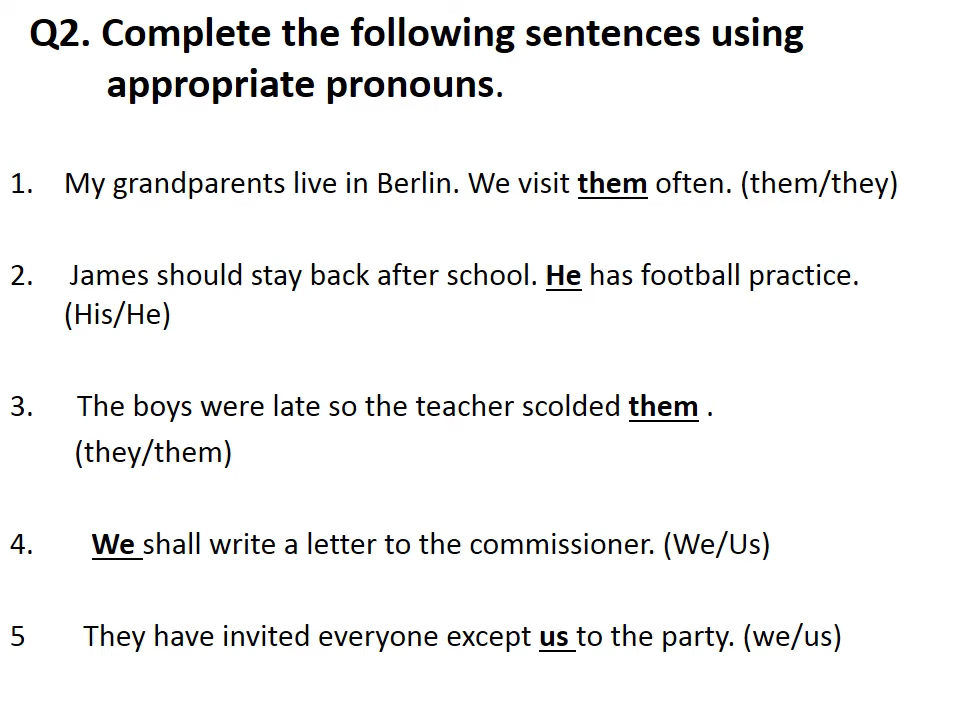 Q2. Complete the following sentences using
appropriate pronouns.
1. My grandparents live in Berlin. We visit them often. (them/they)
2. James should stay back after school. He has football practice.
(His/He)
3. The boys were late so the teacher scolded them .
(they/them)
4. We shall write a letter to the commissioner. (We/Us)
5 They have invited everyone except us to the party. (we/us)